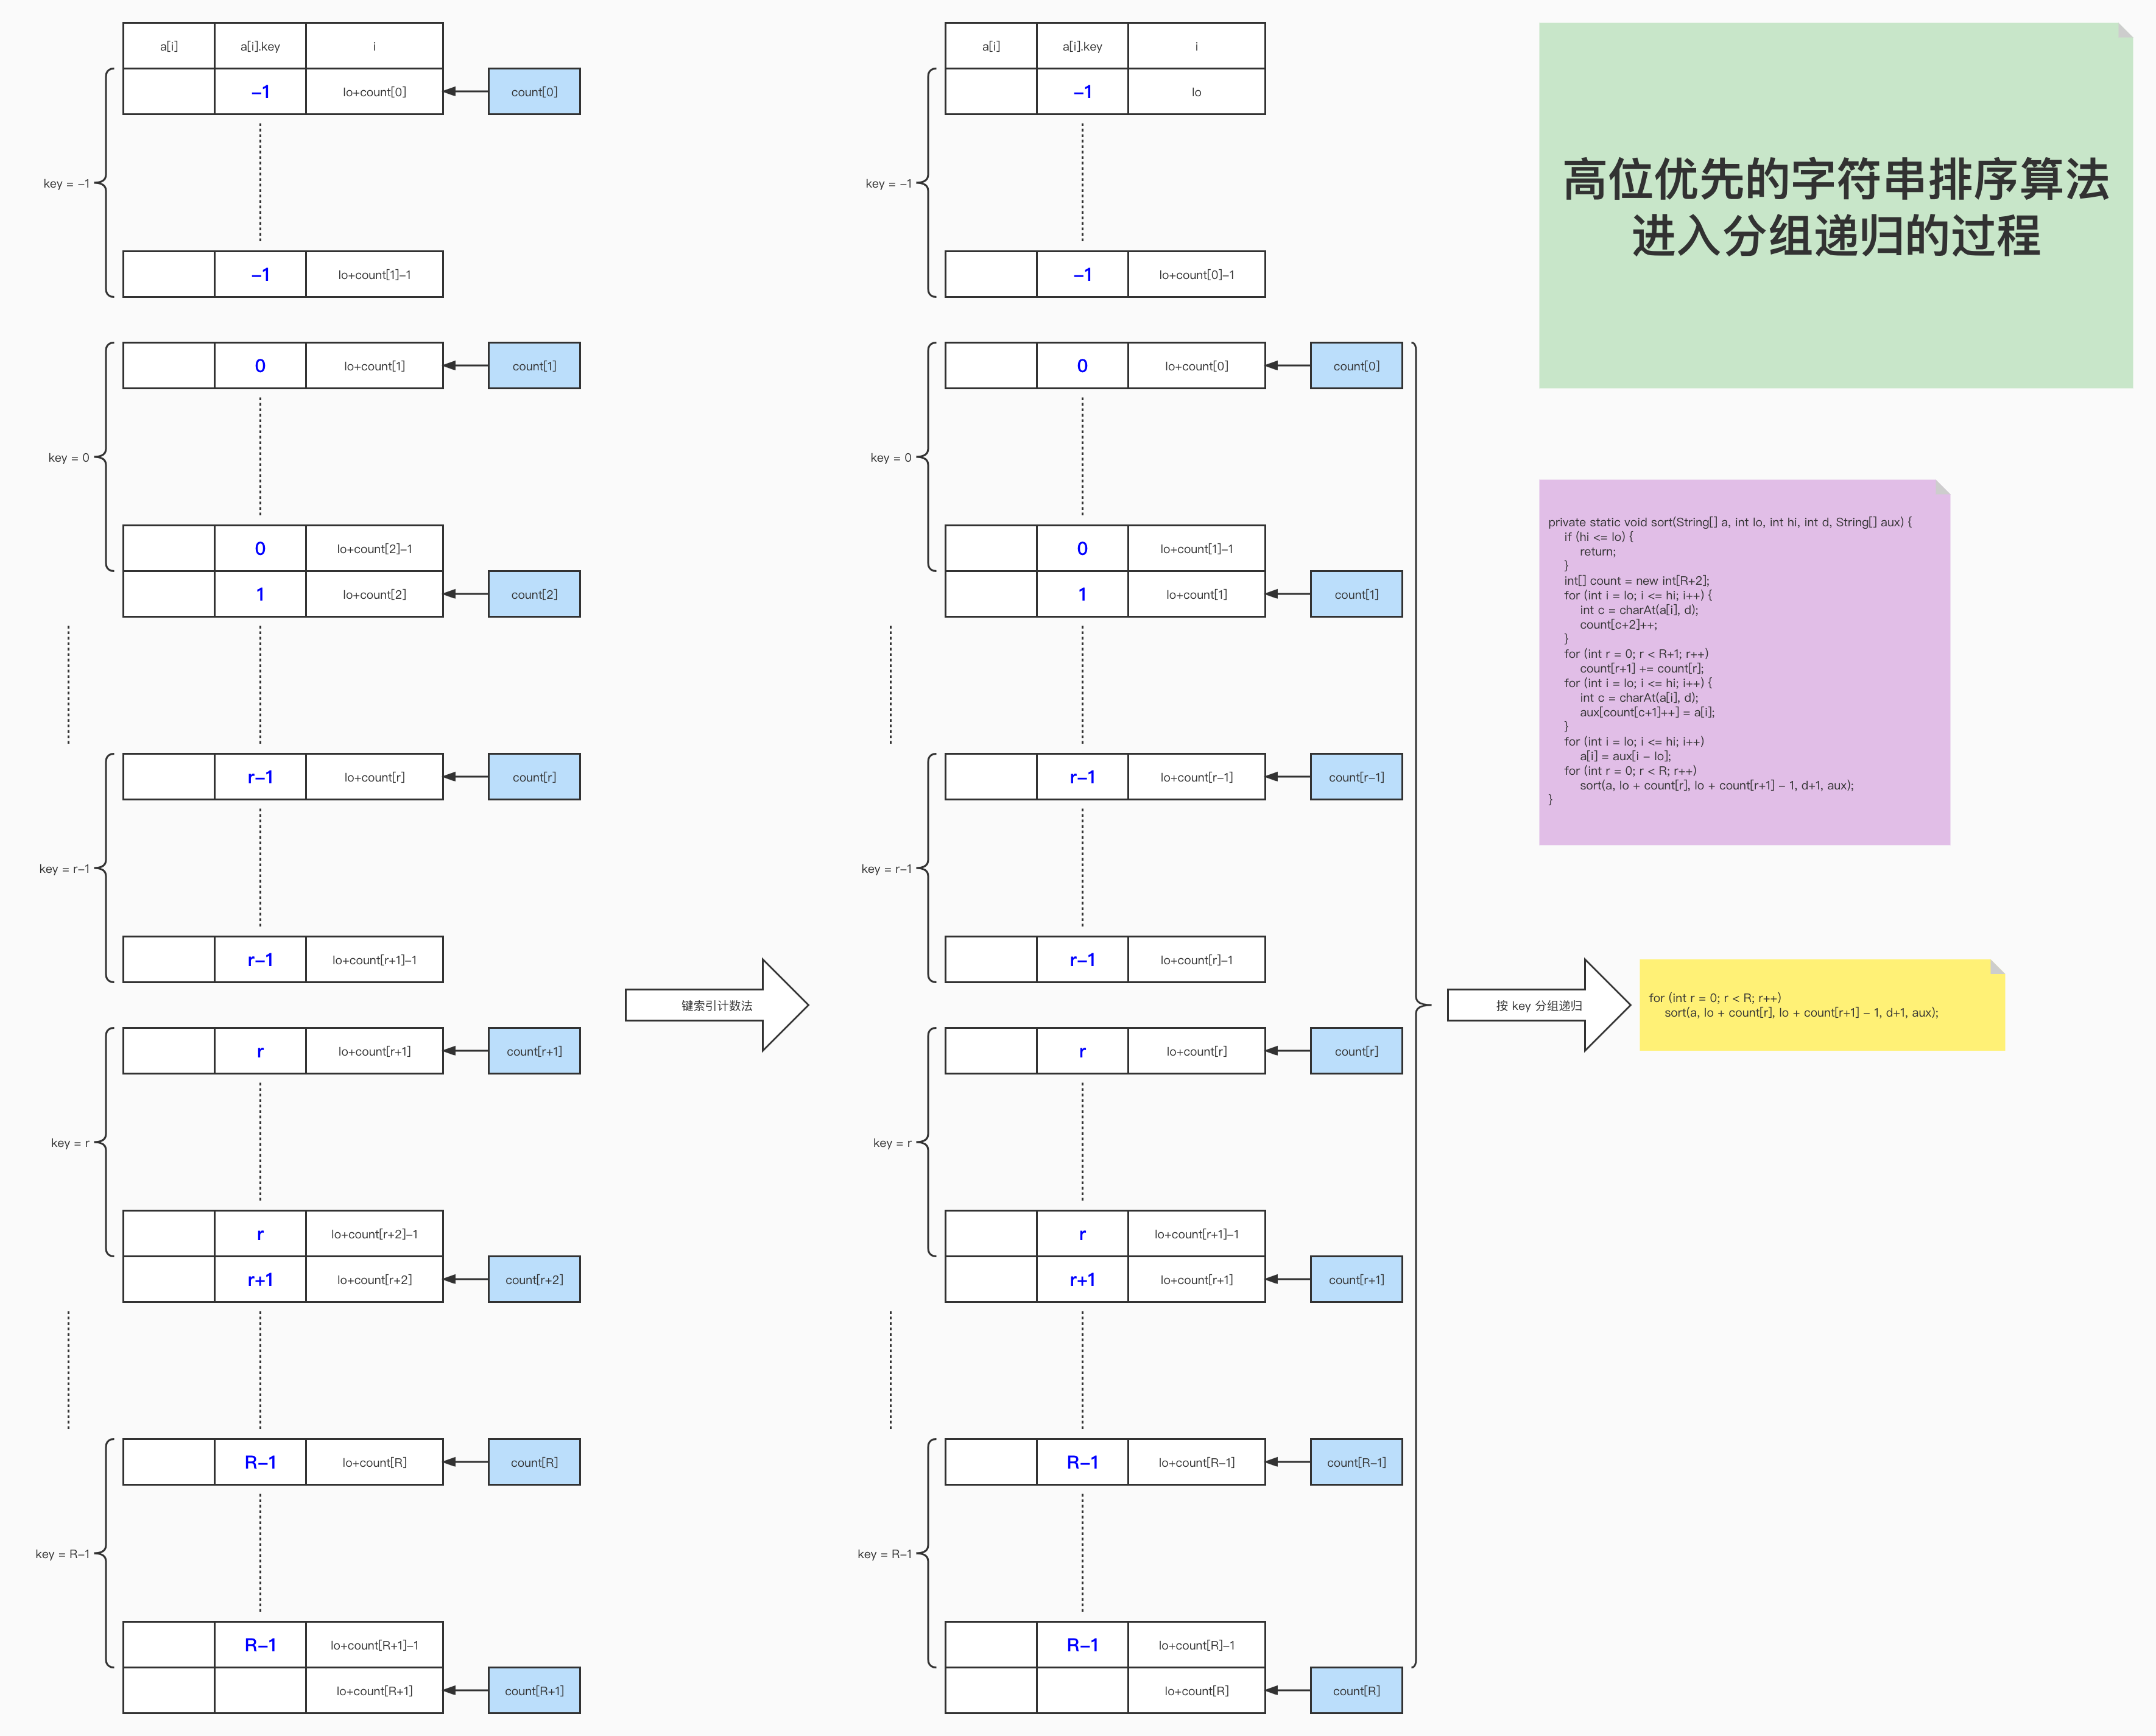 a[i] a[i].key i
-1 lo+count[0] count[0]
key = -1
-1 lo+count[1]-1
0 lo+count[1] count[1]
key = 0
0 lo+count[2]-1
1 lo+count[2] count[2]
r-1 lo+count[r] count[r]
key = r-1
r-1 lo+count[r+1]-1
r lo+count[r+1] count[r+1]
key = r
r lo+count[r+2]-1
r+1 lo+count[r+2] count[r+2]
R-1 lo+count[R] count[R]
key = R-1
R-1 lo+count[R+1]-1
lo+count[R+1] count[R+1]
键索引计数法
a[i] a[i].key i
-1 lo
key = -1
-1 lo+count[0]-1
0 lo+count[0] count[0]
key = 0
0 lo+count[1]-1
1 lo+count[1] count[1]
r-1 lo+count[r-1] count[r-1]
key = r-1
r-1 lo+count[r]-1
r lo+count[r] count[r]
key = r
r lo+count[r+1]-1
r+1 lo+count[r+1] count[r+1]
R-1 lo+count[R-1] count[R-1]
key = R-1
R-1 lo+count[R]-1
lo+count[R] count[R]
按 key 分组递归
高位优先的字符串排序算法
进入分组递归的过程
private static void sort(String[] a, int lo, int hi, int d, String[] aux) {
if (hi <= lo) {
return;
}
int[] count = new int[R+2];
for (int i = lo; i <= hi; i++) {
int c = charAt(a[i], d);
count[c+2]++;
}
for (int r = 0; r < R+1; r++)
count[r+1] += count[r];
for (int i = lo; i <= hi; i++) {
int c = charAt(a[i], d);
aux[count[c+1]++] = a[i];
}
for (int i = lo; i <= hi; i++)
a[i] = aux[i - lo];
for (int r = 0; r < R; r++)
sort(a, lo + count[r], lo + count[r+1] - 1, d+1, aux);
}
for (int r = 0; r < R; r++)
sort(a, lo + count[r], lo + count[r+1] - 1, d+1, aux);